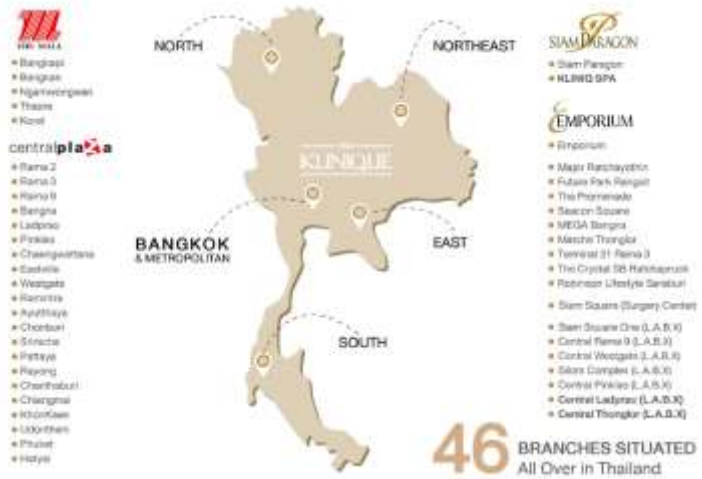 THE MALL
Bangkapi
Bangkae
Ngamwongwan
Thapra
Korat
centralplaza
Rama 2
Rama 3
Rama 9
Bangna
Ladprao
Pinklao
Chaengwattana
Eastville
Westgate
Ramintra
Ayutthaya
Chonburi
Sriracha
Pattaya
Rayong
Chanthaburi
Chiangmai
KhonKaen
Udonthani
Phuket
Hatyai
NORTH
NORTHEAST
KLINIQUE
BANGKOK
& METROPOLITAN
EAST
SOUTH
SIAM PARAGON
Siam Paragon
KLINIQ SPA
EMPORIUM
Emporium
Major Ratchayothin
Future Park Rangsit
The Promenade
Seacon Square
MEGA Bangna
Marche Thonglor
Terminal 21 Rama 3
The Crystal SB Ratchapruek
Robinson Lifestyle Saraburi
Siam Square (Surgery Center)
Siam Square One (L.A.B.X)
Central Rama 9 (L.A.B.X)
Central Westgate (L.A.B.X)
Silom Complex (L.A.B.X)
Central Pinklao (L.A.B.X)
Central Ladprao (L.A.B.X)
Central Thonglor (L.A.B.X)
46 BRANCHES SITUATED
All Over in Thailand